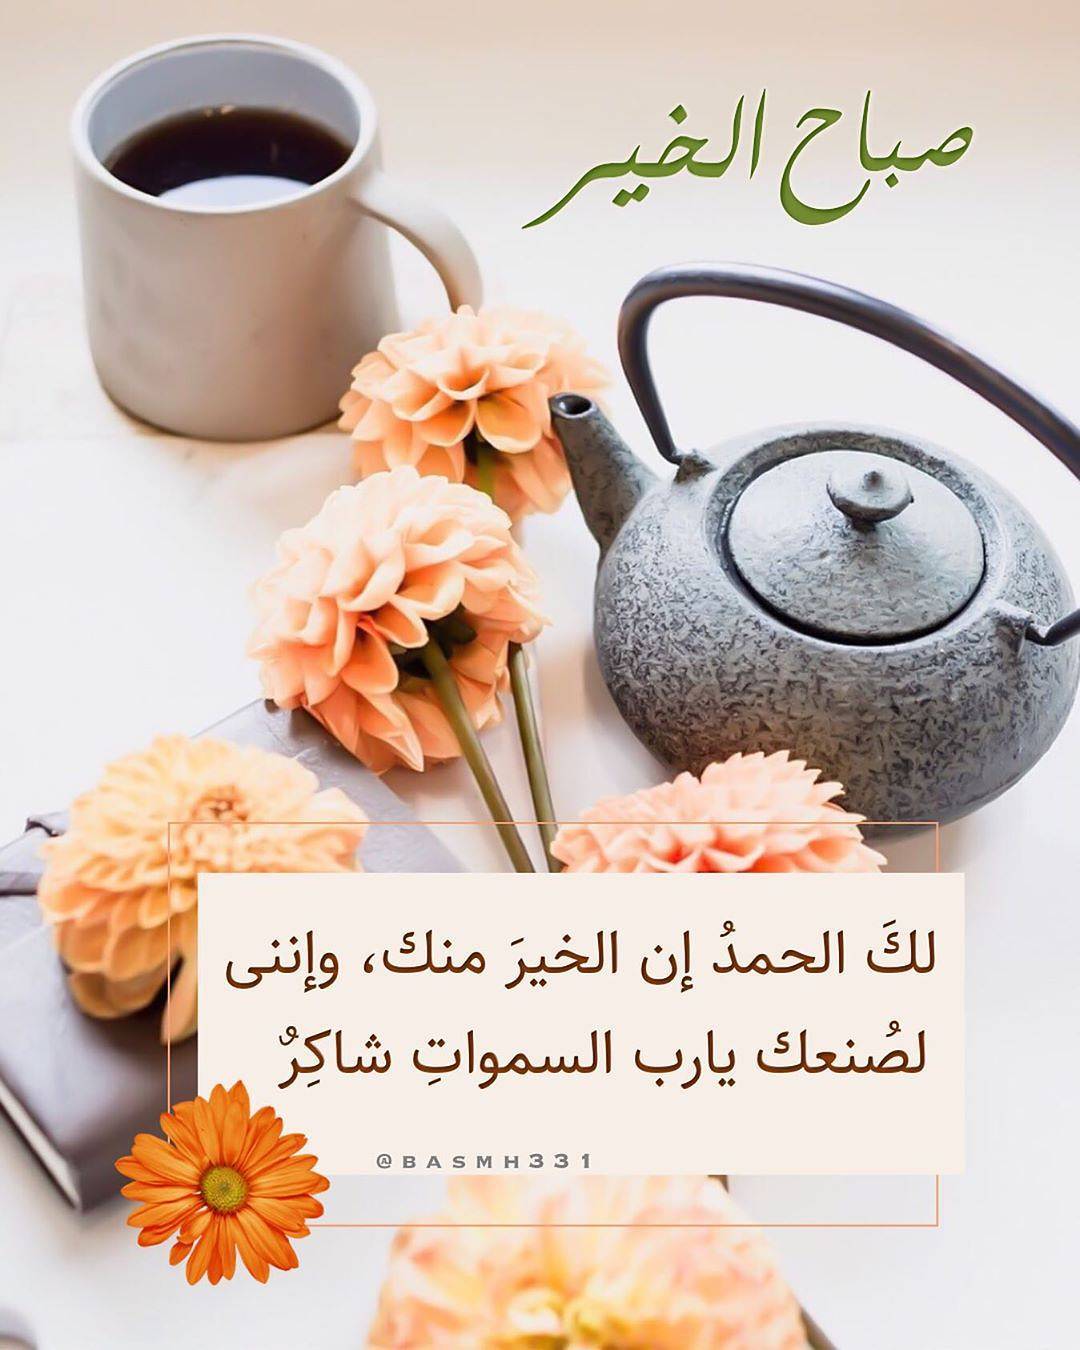 صباح الخير
لكَ الحمدُ إن الخيرَ منك، وإننى
لصُنعك يارب السمواتِ شاكِرٌ
@BASMH331